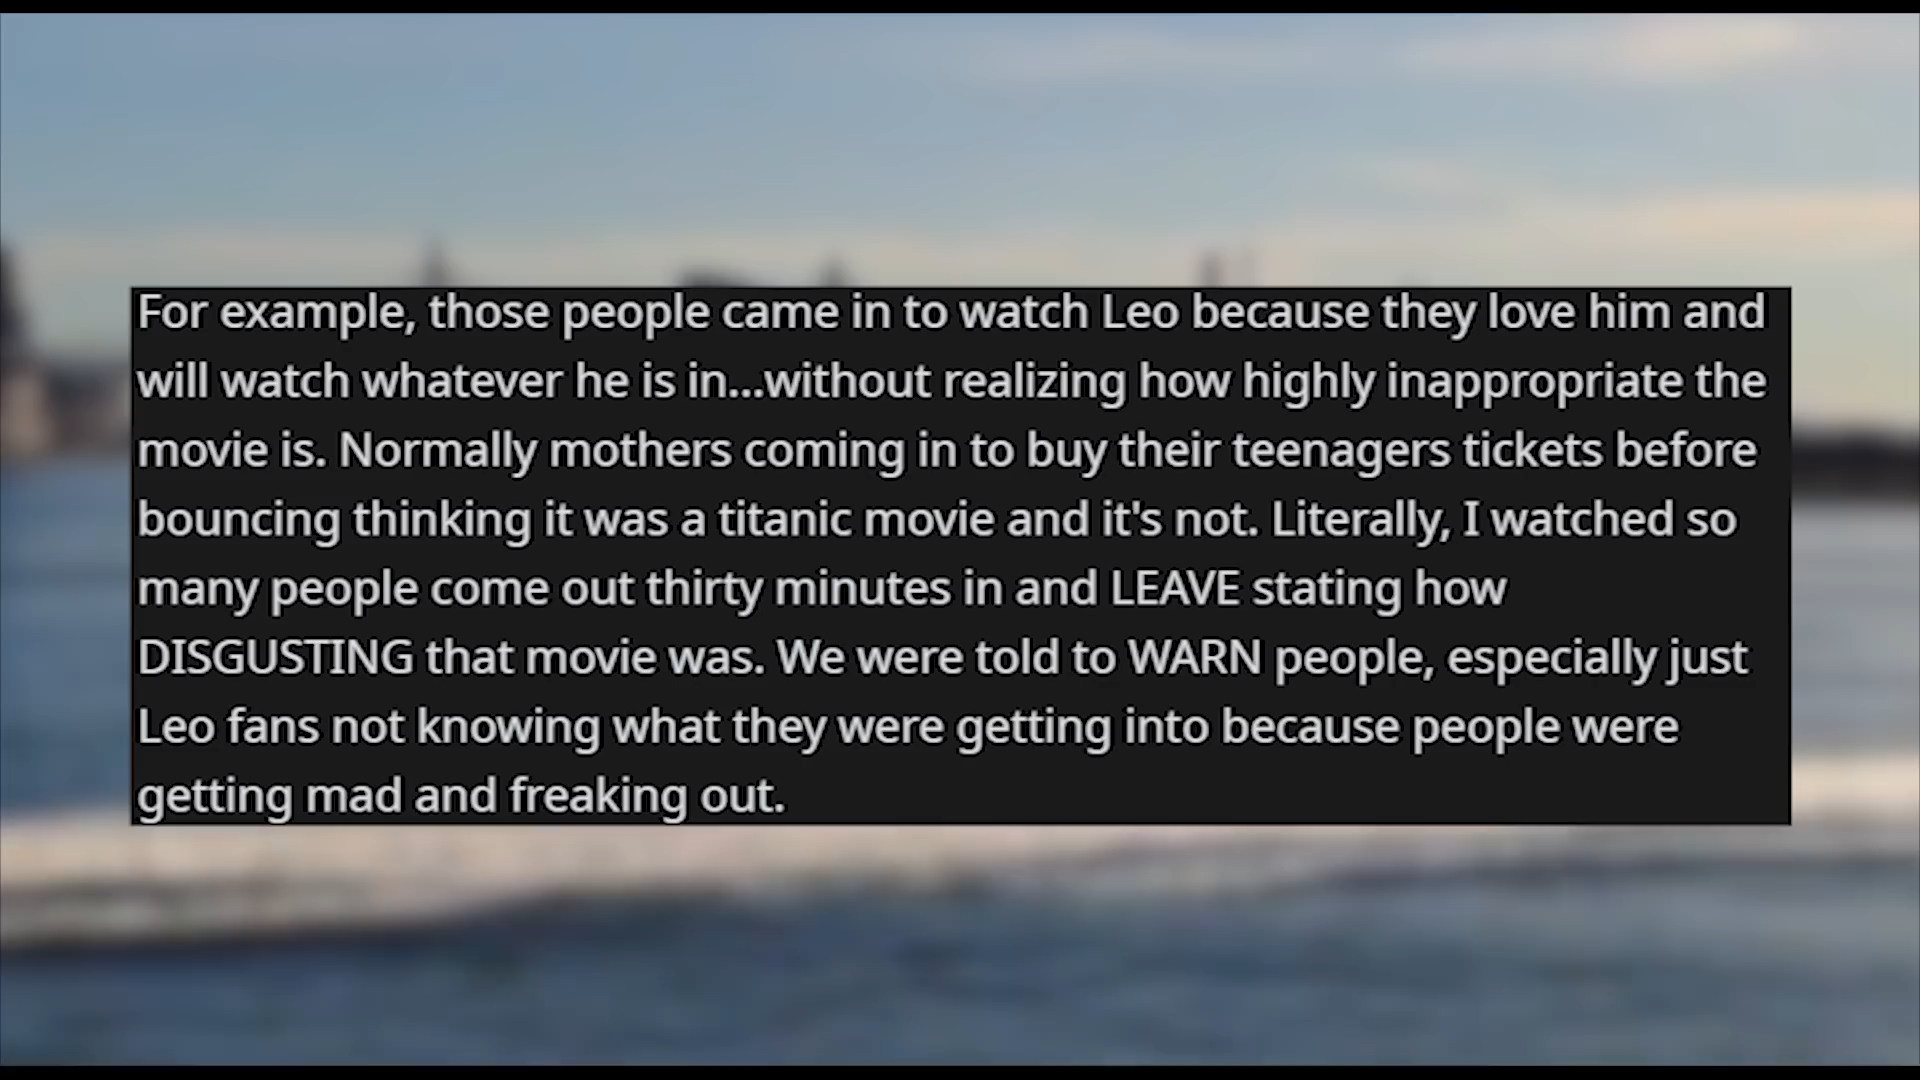 For example, those people came in to watch Leo because they love him and
will watch whatever he is in...without realizing how highly inappropriate the
movie is. Normally mothers coming in to buy their teenagers tickets before
bouncing thinking it was a titanic movie and it's not. Literally, I watched so
many people come out thirty minutes in and LEAVE stating how
DISGUSTING that movie was. We were told to WARN people, especially just
Leo fans not knowing what they were getting into because people were
getting mad and freaking out.